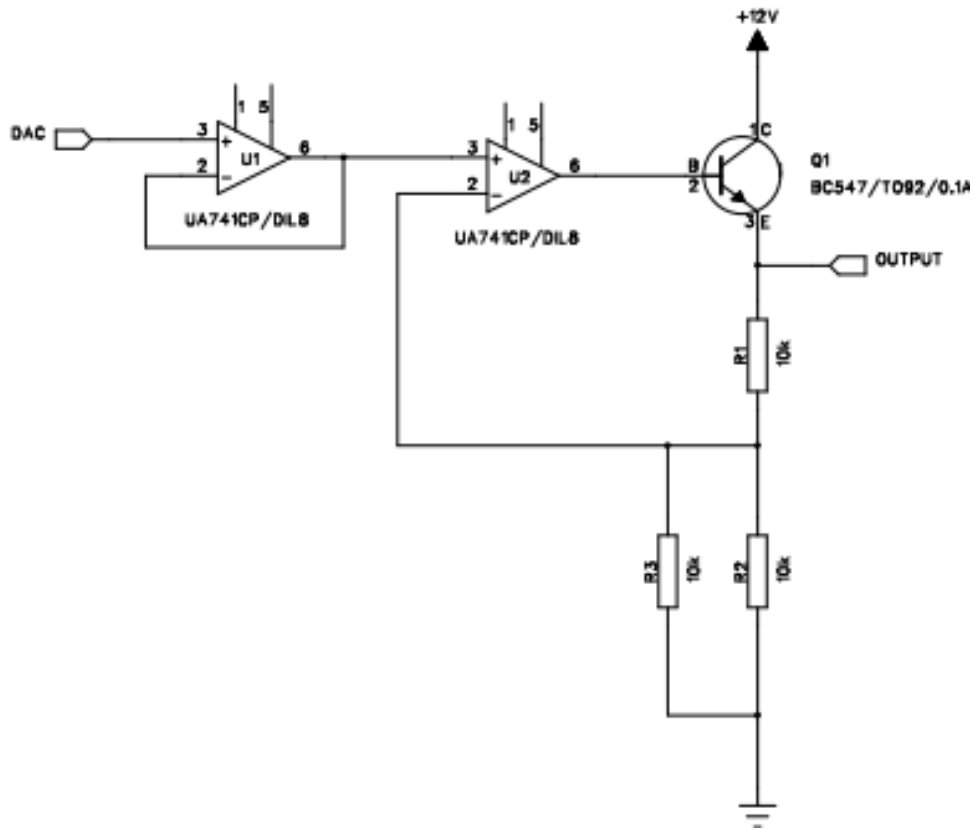 +12V
DAC
1 5
3
+
U1
6
2
-
UA741CP/DIL8
1 5
3
+
U2
6
2
-
UA741CP/DIL8
1 C
B
2
Q1
BC547/TO92/0.1A
3 E
OUTPUT
R1
10k
R3
10k
R2
10k